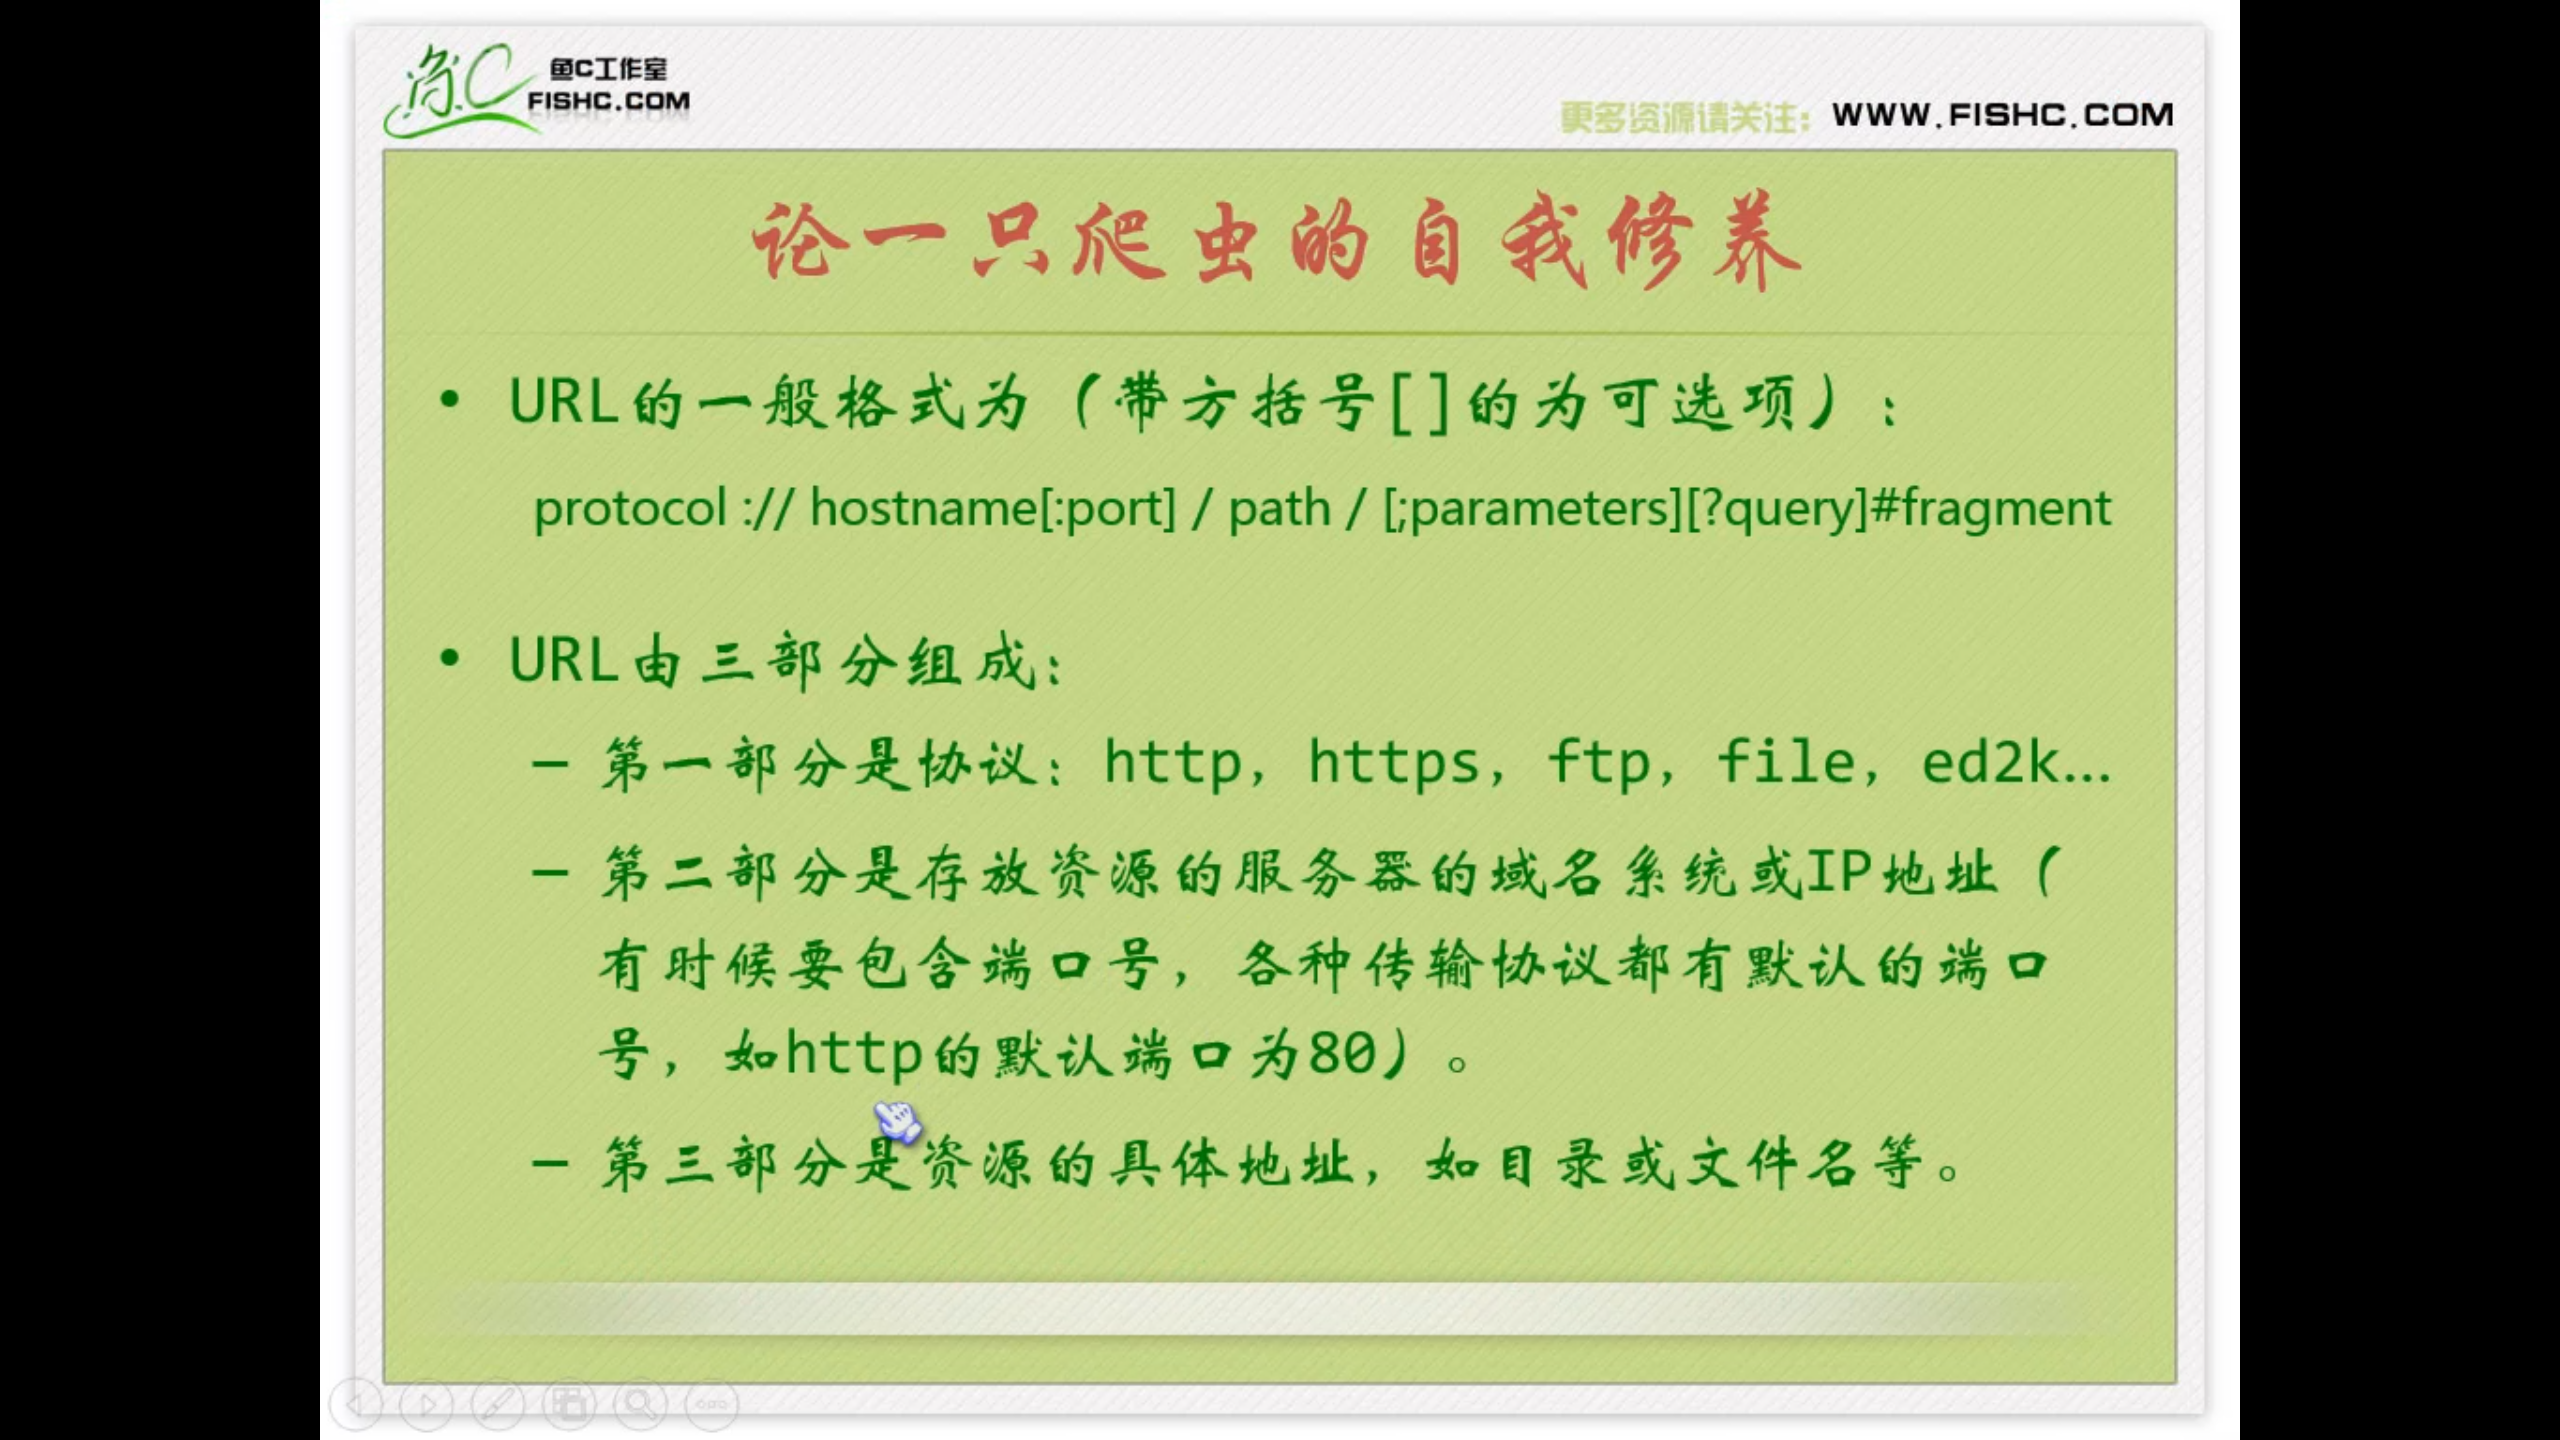 鱼C
鱼C工作室
FISHC.COM
更多资源请关注：WWW.FISHC.COM
论一只爬虫的自我修养
• URL的一般格式为（带方括号[]的为可选项）：
protocol :// hostname[:port] / path / [;parameters][?query]#fragment
• URL由三部分组成：
– 第一部分是协议：http，https，ftp，file，ed2k…
– 第二部分是存放资源的服务器的域名系统或IP地址（
有时候要包含端口号，各种传输协议都有默认的端口
号，如http的默认端口为80）。
– 第三部分是资源的具体地址，如目录或文件名等。